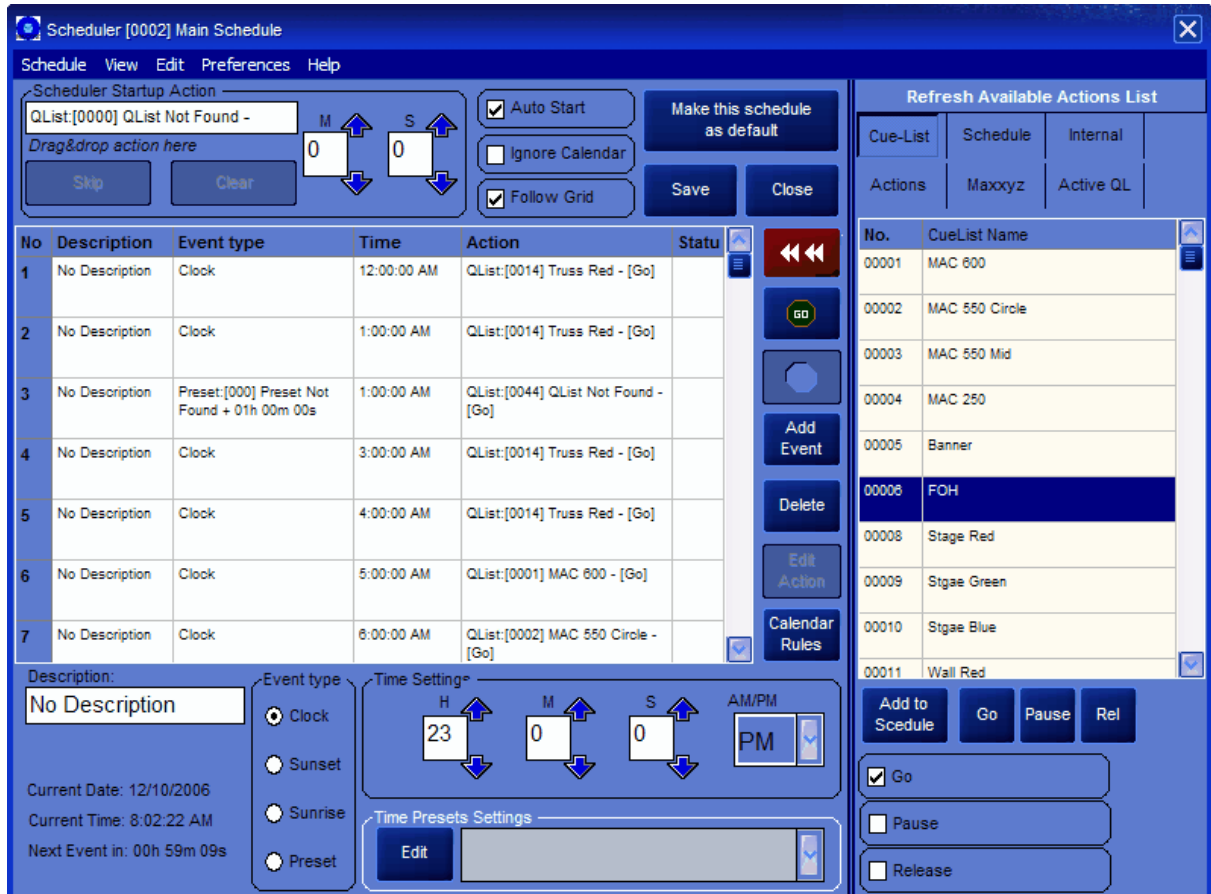 Scheduler [0002] Main Schedule
Schedule View Edit Preferences Help
Scheduler Startup Action
QList:[0000] QList Not Found -
Drag&drop action here
Skip
Clear
M
0
S
0
Auto Start
Ignore Calendar
Follow Grid
Make this schedule
as default
Save
Close
No Description Event type Time Action Statu
1 No Description Clock 12:00:00 AM QList:[0014] Truss Red - [Go]
2 No Description Clock 1:00:00 AM QList:[0014] Truss Red - [Go]
3 No Description Preset:[000] Preset Not 1:00:00 AM QList:[0044] QList Not Found -
Found + 01h 00m 00s [Go]
4 No Description Clock 3:00:00 AM QList:[0014] Truss Red - [Go]
5 No Description Clock 4:00:00 AM QList:[0014] Truss Red - [Go]
6 No Description Clock 5:00:00 AM QList:[0001] MAC 600 - [Go]
7 No Description Clock 6:00:00 AM QList:[0002] MAC 550 Circle -
[Go]
GO
Add
Event
Delete
Edit
Action
Calendar
Rules
Description:
No Description
Current Date: 12/10/2006
Current Time: 8:02:22 AM
Next Event in: 00h 59m 09s
Event type
Clock
Sunset
Sunrise
Preset
Time Settings
H M S AM/PM
23 0 0 PM
Time Presets Settings
Edit
Refresh Available Actions List
Cue-List Schedule Internal
Actions Maxxyz Active QL
No. CueList Name
00001 MAC 600
00002 MAC 550 Circle
00003 MAC 550 Mid
00004 MAC 250
00005 Banner
00006 FOH
00008 Stage Red
00009 Stgae Green
00010 Stgae Blue
00011 Wall Red
Add to
Scedule
Go
Pause
Rel
Go
Pause
Release